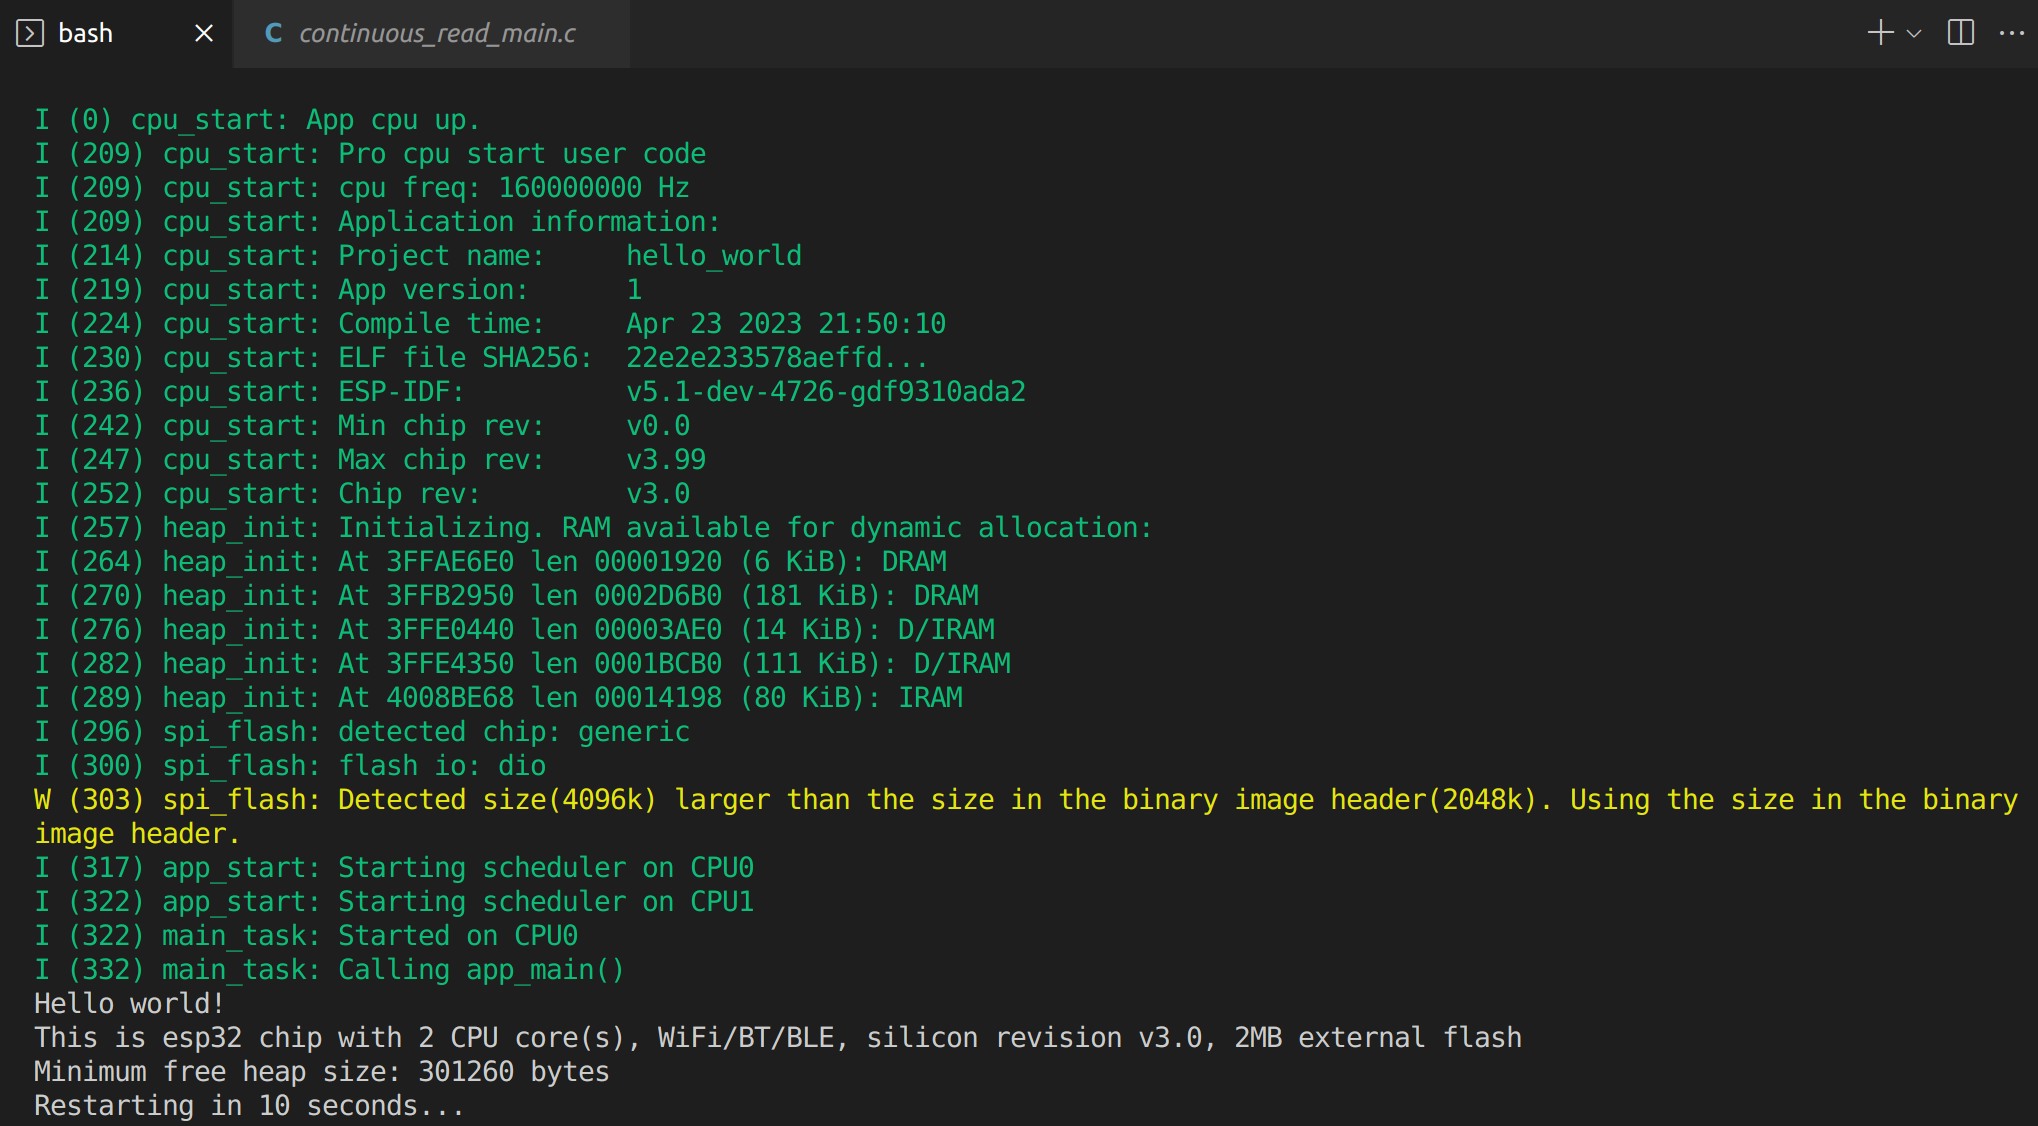 bash
C continuous_read_main.c
I (0) cpu_start: App cpu up.
I (209) cpu_start: Pro cpu start user code
I (209) cpu_start: cpu freq: 160000000 Hz
I (209) cpu_start: Application information:
I (214) cpu_start: Project name:     hello_world
I (219) cpu_start: App version:      1
I (224) cpu_start: Compile time:     Apr 23 2023 21:50:10
I (230) cpu_start: ELF file SHA256:  22e2e233578aeffd...
I (236) cpu_start: ESP-IDF:          v5.1-dev-4726-gdf9310ada2
I (242) cpu_start: Min chip rev:     v0.0
I (247) cpu_start: Max chip rev:     v3.99
I (252) cpu_start: Chip rev:         v3.0
I (257) heap_init: Initializing. RAM available for dynamic allocation:
I (264) heap_init: At 3FFAE6E0 len 00001920 (6 KiB): DRAM
I (270) heap_init: At 3FFB2950 len 0002D6B0 (181 KiB): DRAM
I (276) heap_init: At 3FFE0440 len 00003AE0 (14 KiB): D/IRAM
I (282) heap_init: At 3FFE4350 len 0001BCB0 (111 KiB): D/IRAM
I (289) heap_init: At 4008BE68 len 00014198 (80 KiB): IRAM
I (296) spi_flash: detected chip: generic
I (300) spi_flash: flash io: dio
W (303) spi_flash: Detected size(4096k) larger than the size in the binary image header(2048k). Using the size in the binary
image header.
I (317) app_start: Starting scheduler on CPU0
I (322) app_start: Starting scheduler on CPU1
I (322) main_task: Started on CPU0
I (332) main_task: Calling app_main()
Hello world!
This is esp32 chip with 2 CPU core(s), WiFi/BT/BLE, silicon revision v3.0, 2MB external flash
Minimum free heap size: 301260 bytes
Restarting in 10 seconds...